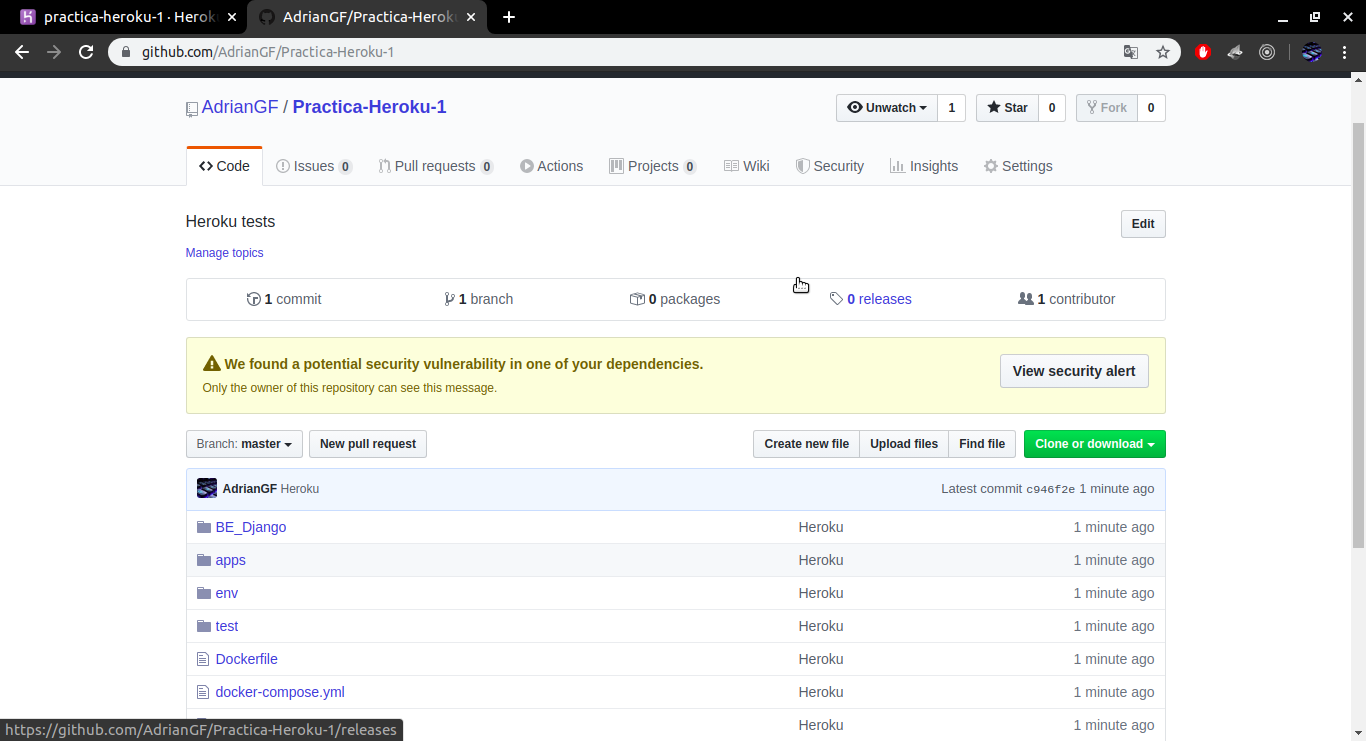 practica-heroku-1 · Herok
AdrianGF/Practica-Herok
github.com/AdrianGF/Practica-Heroku-1
AdrianGF / Practica-Heroku-1
Unwatch 1
Star 0
Fork 0
Code
Issues 0
Pull requests 0
Actions
Projects 0
Wiki
Security
Insights
Settings
Heroku tests
Edit
Manage topics
1 commit
1 branch
0 packages
0 releases
1 contributor
We found a potential security vulnerability in one of your dependencies.
Only the owner of this repository can see this message.
View security alert
Branch: master
New pull request
Create new file
Upload files
Find file
Clone or download
AdrianGF Heroku
Latest commit c946f2e 1 minute ago
BE_Django Heroku 1 minute ago
apps Heroku 1 minute ago
env Heroku 1 minute ago
test Heroku 1 minute ago
Dockerfile Heroku 1 minute ago
docker-compose.yml Heroku 1 minute ago
Heroku 1 minute ago
https://github.com/AdrianGF/Practica-Heroku-1/releases